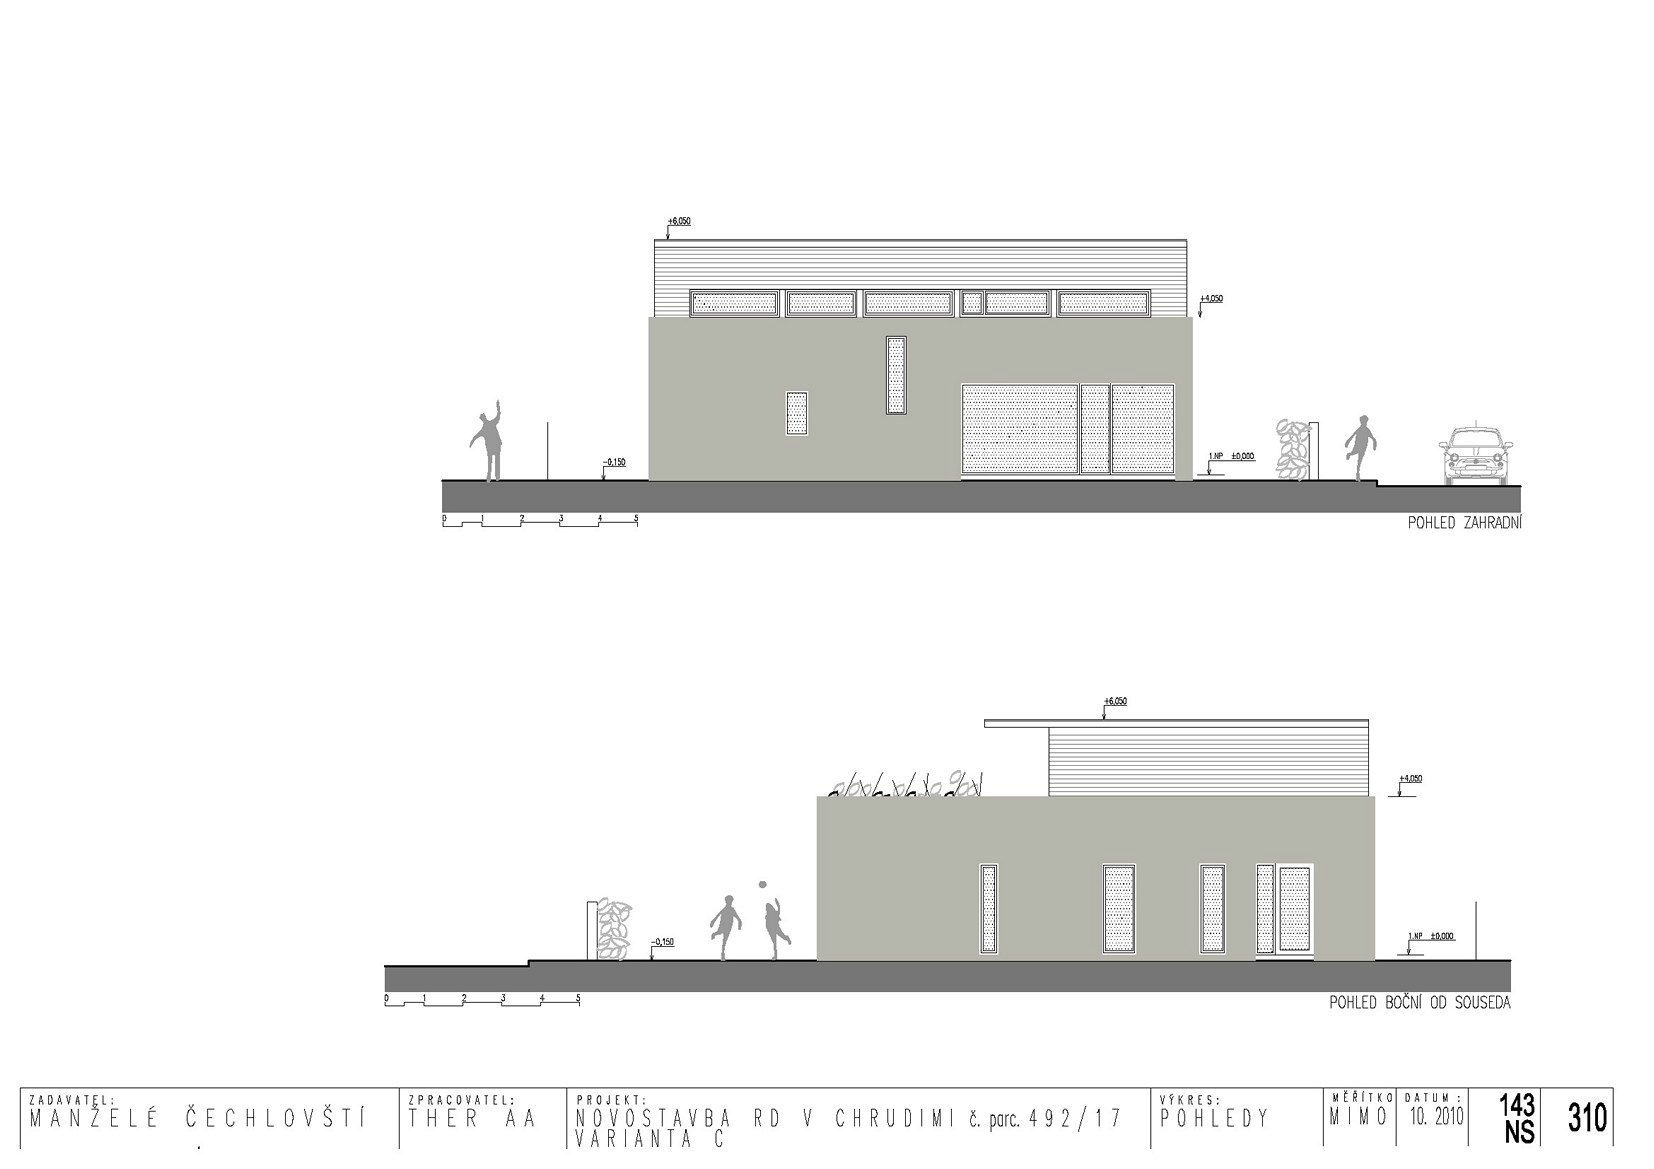 +6,050
+4,050
-0,150
1.NP ±0,000
0 1 2 3 4 5
POHLED ZAHRADNÍ
+6,050
+4,050
-0,150
1.NP ±0,000
0 1 2 3 4 5
POHLED BOČNÍ OD SOUSEDA
ZADAVATEL:
MANŽELÉ ČECHLOVŠTÍ
ZPRACOVATEL:
THER AA
PROJEKT:
NOVOSTAVBA RD V CHRUDIMI č. parc. 492/17
VARIANTA C
VÝKRES:
POHLEDY
MĚŘÍTKO
MIMO
DATUM :
10. 2010
143
NS
310